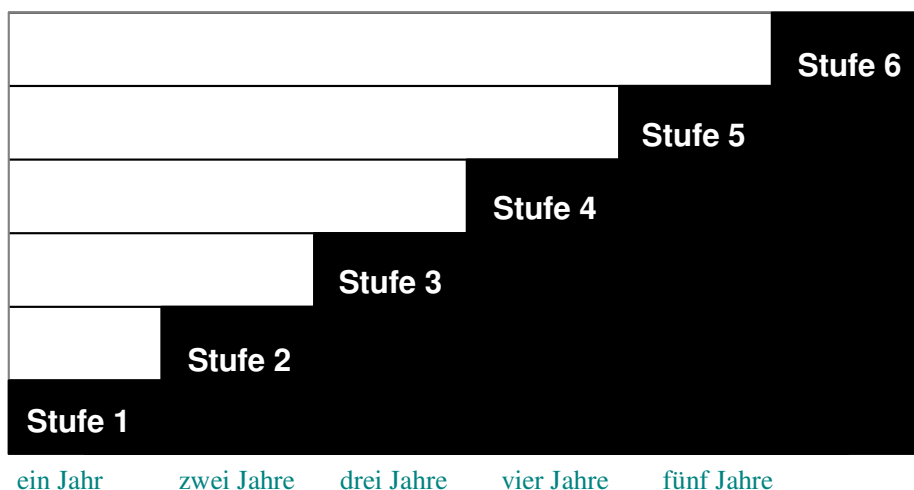 Stufe 6
Stufe 5
Stufe 4
Stufe 3
Stufe 2
Stufe 1
ein Jahr zwei Jahre drei Jahre vier Jahre fünf Jahre